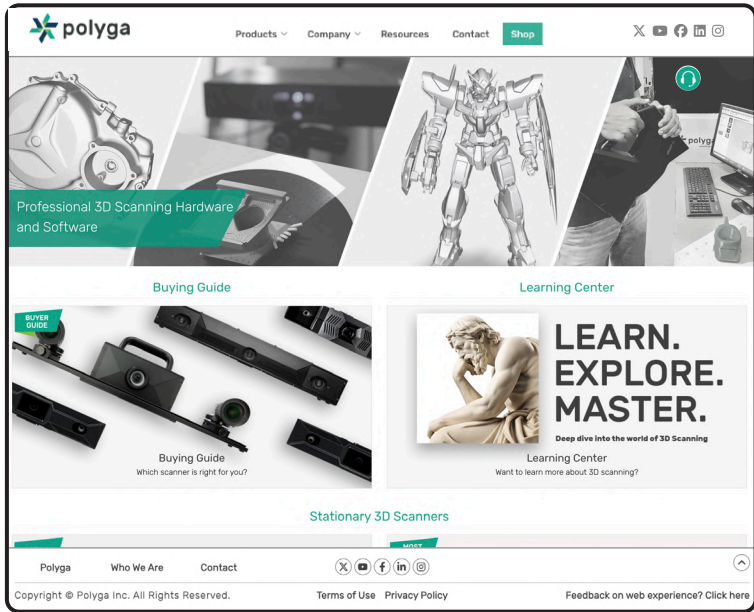 polyga
Products
Company
Resources
Contact
Shop
polyga
Professional 3D Scanning Hardware
and Software
Buying Guide
Learning Center
BUYER
GUIDE
Buying Guide
Which scanner is right for you?
LEARN.
EXPLORE.
MASTER.
Deep dive into the world of 3D Scanning
Learning Center
Want to learn more about 3D scanning?
Stationary 3D Scanners
MOST
Polyga
Who We Are
Contact
Copyright © Polyga Inc. All Rights Reserved.
Terms of Use
Privacy Policy
Feedback on web experience? Click here